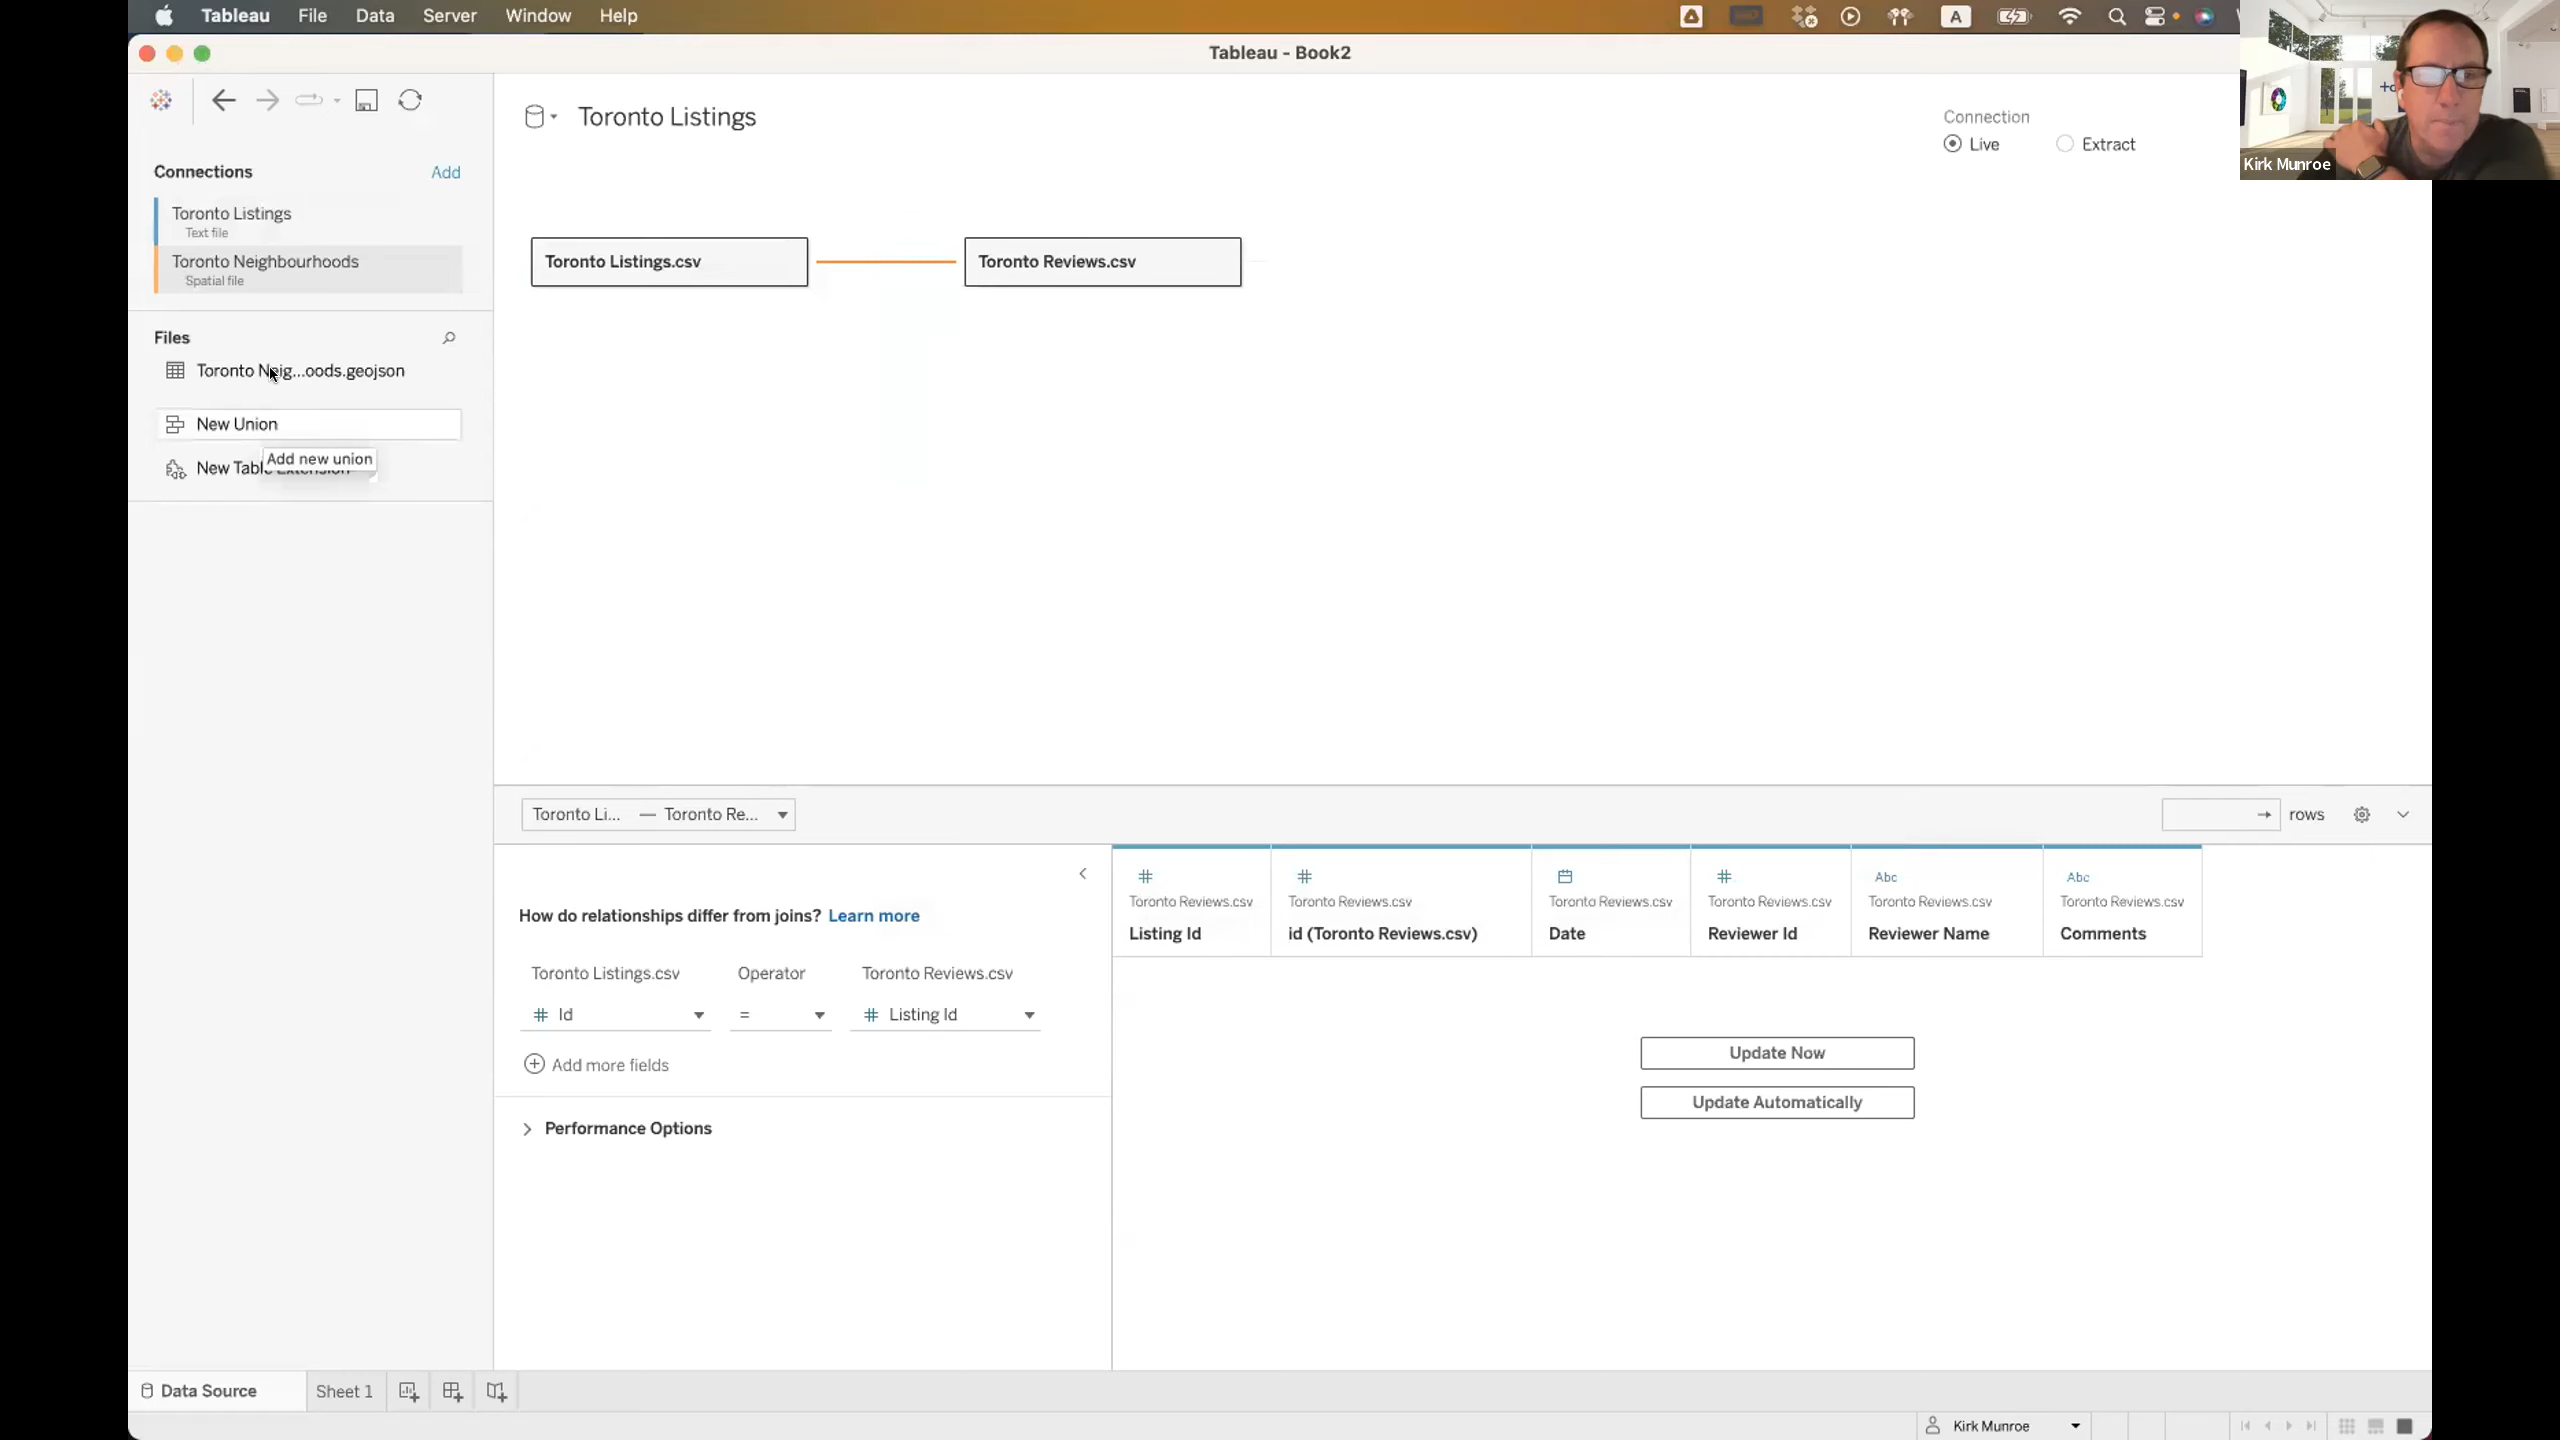 Tableau File Data Server Window Help
A
Tableau - Book2
Kirk Munroe
Connections Add
Toronto Listings
Text file
Toronto Neighbourhoods
Spatial file
Files
Toronto Neig...oods.geojson
New Union
Add new union
New Table Extension
Toronto Listings
Connection
Live Extract
Toronto Listings.csv
Toronto Reviews.csv
Toronto Li... — Toronto Re...
rows
How do relationships differ from joins? Learn more
Toronto Listings.csv Operator Toronto Reviews.csv
# Id = # Listing Id
Add more fields
Performance Options
# # # Abc Abc
Toronto Reviews.csv Toronto Reviews.csv Toronto Reviews.csv Toronto Reviews.csv Toronto Reviews.csv Toronto Reviews.csv
Listing Id id (Toronto Reviews.csv) Date Reviewer Id Reviewer Name Comments
Update Now
Update Automatically
Data Source Sheet 1
Kirk Munroe